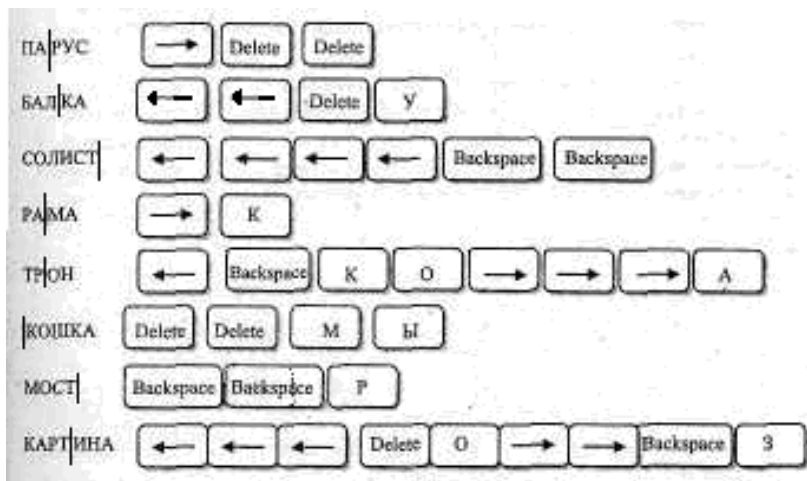 ПА|РУС → Delete Delete
БАЛ|КА ← ← Delete У
СОЛИСТ| ← ← ← ← Backspace Backspace
РА|МА → К
ТР|ОН ← Backspace К О → → → А
|КОШКА Delete Delete М Ы
МОСТ| Backspace Backspace Р
КАРТ|ИНА ← ← ← Delete О → → Backspace З